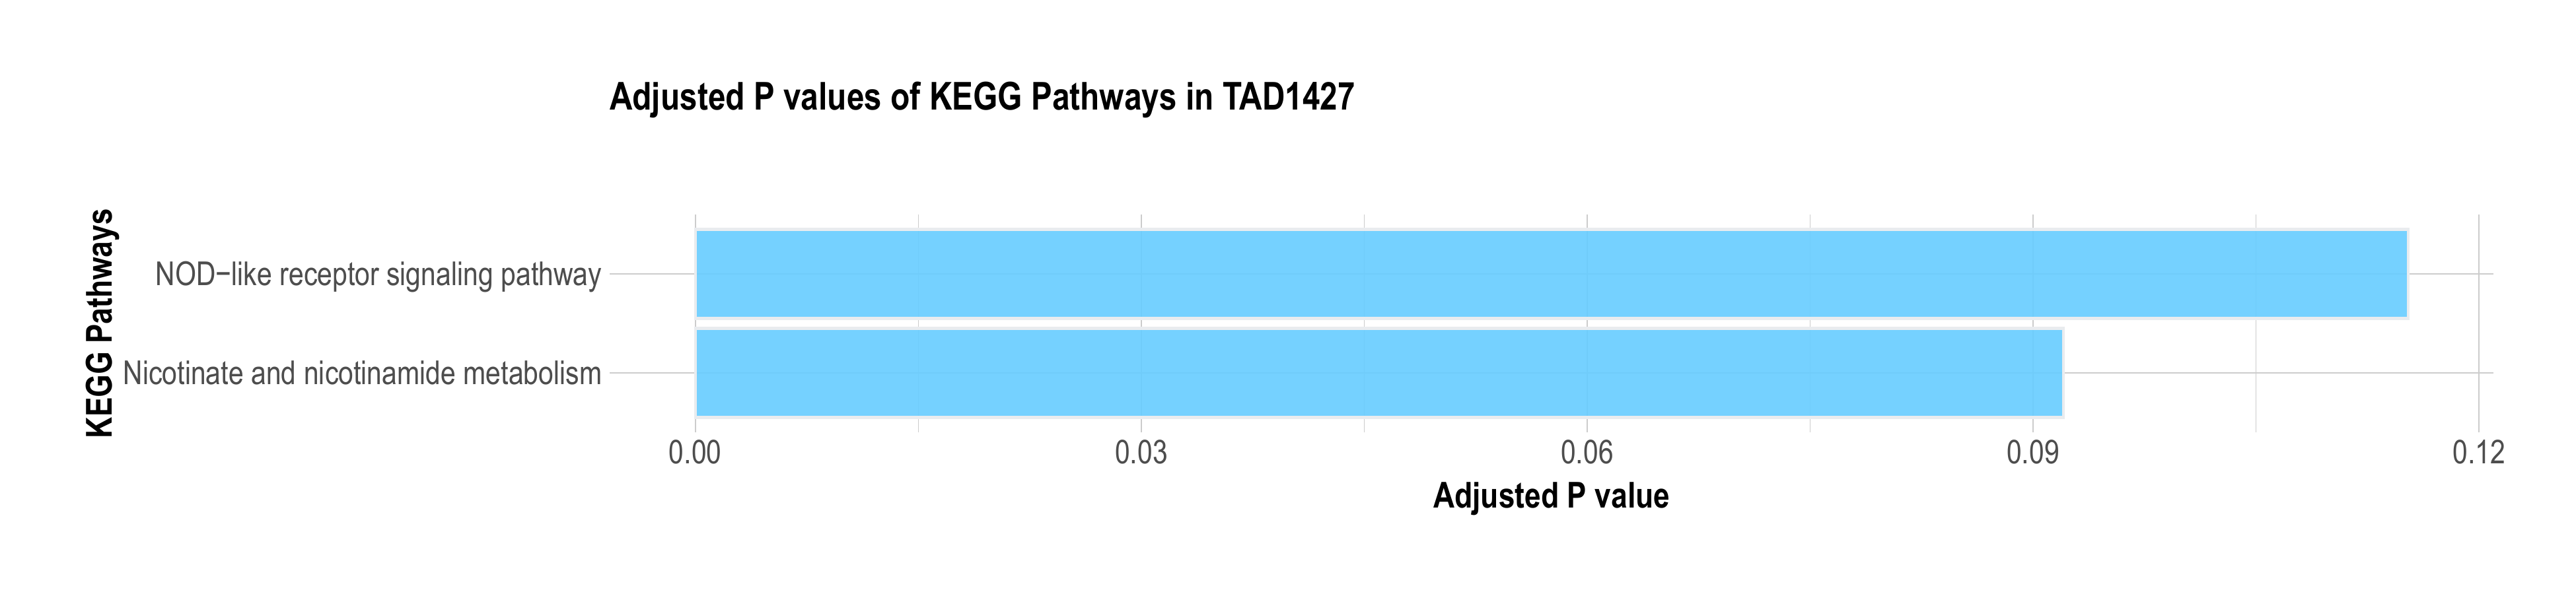 Adjusted P values of KEGG Pathways in TAD1427
KEGG Pathways
NOD−like receptor signaling pathway
Nicotinate and nicotinamide metabolism
0.00 0.03 0.06 0.09 0.12
Adjusted P value